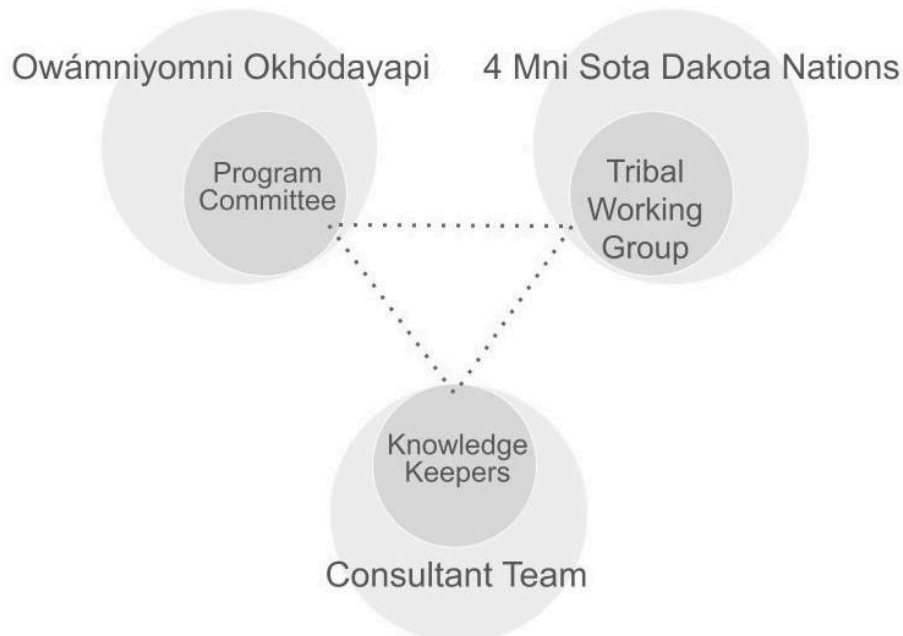 Owámniyomni Okhódayapi
4 Mni Sota Dakota Nations
Program
Committee
Tribal
Working
Group
Knowledge
Keepers
Consultant Team